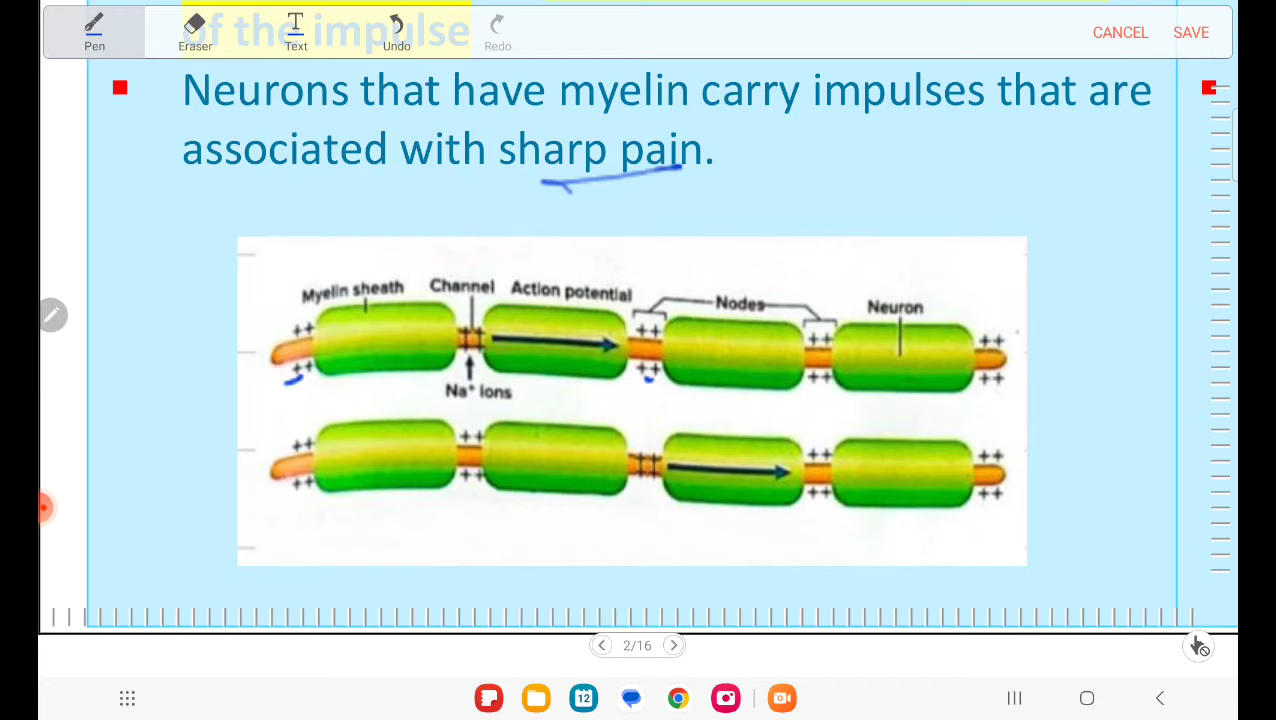 of the impulse
Pen
Eraser
Text
Undo
Redo
CANCEL
SAVE
Neurons that have myelin carry impulses that are
associated with sharp pain.
Myelin sheath
Channel
Action potential
Nodes
Neuron
++
++
++
++
++
++
++
++
Na⁺ Ions
++
++
++
++
++
++
++
++
2/16
12